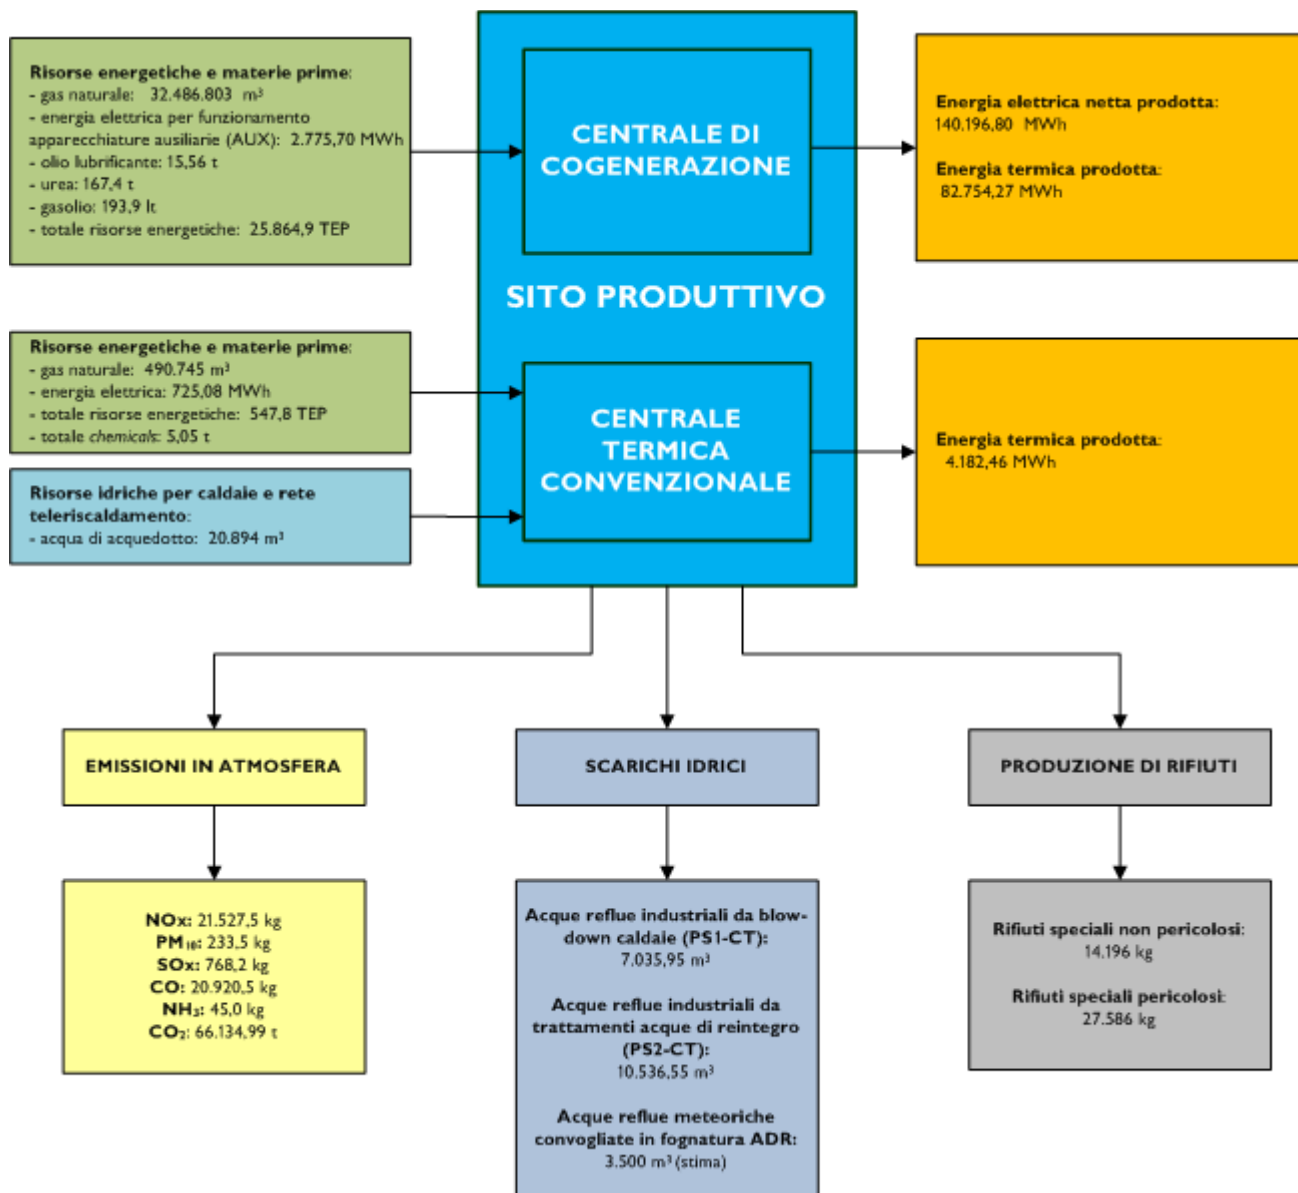 Risorse energetiche e materie prime:
- gas naturale: 32.486.803 m³
- energia elettrica per funzionamento
apparecchiature ausiliarie (AUX): 2.775,70 MWh
- olio lubrificante: 15,56 t
- urea: 167,4 t
- gasolio: 193,9 lt
- totale risorse energetiche: 25.864,9 TEP
CENTRALE DI
COGENERAZIONE
Energia elettrica netta prodotta:
140.196,80 MWh
Energia termica prodotta:
82.754,27 MWh
SITO PRODUTTIVO
Risorse energetiche e materie prime:
- gas naturale: 490.745 m³
- energia elettrica: 725,08 MWh
- totale risorse energetiche: 547,8 TEP
- totale chemicals: 5,05 t
Risorse idriche per caldaie e rete
teleriscaldamento:
- acqua di acquedotto: 20.894 m³
CENTRALE
TERMICA
CONVENZIONALE
Energia termica prodotta:
4.182,46 MWh
EMISSIONI IN ATMOSFERA
NOx: 21.527,5 kg
PM₁₀: 233,5 kg
SOx: 768,2 kg
CO: 20.920,5 kg
NH₃: 45,0 kg
CO₂: 66.134,99 t
SCARICHI IDRICI
Acque reflue industriali da blow-
down caldaie (PS1-CT):
7.035,95 m³
Acque reflue industriali da
trattamenti acque di reintegro
(PS2-CT):
10.536,55 m³
Acque reflue meteoriche
convogliate in fognatura ADR:
3.500 m³ (stima)
PRODUZIONE DI RIFIUTI
Rifiuti speciali non pericolosi:
14.196 kg
Rifiuti speciali pericolosi:
27.586 kg